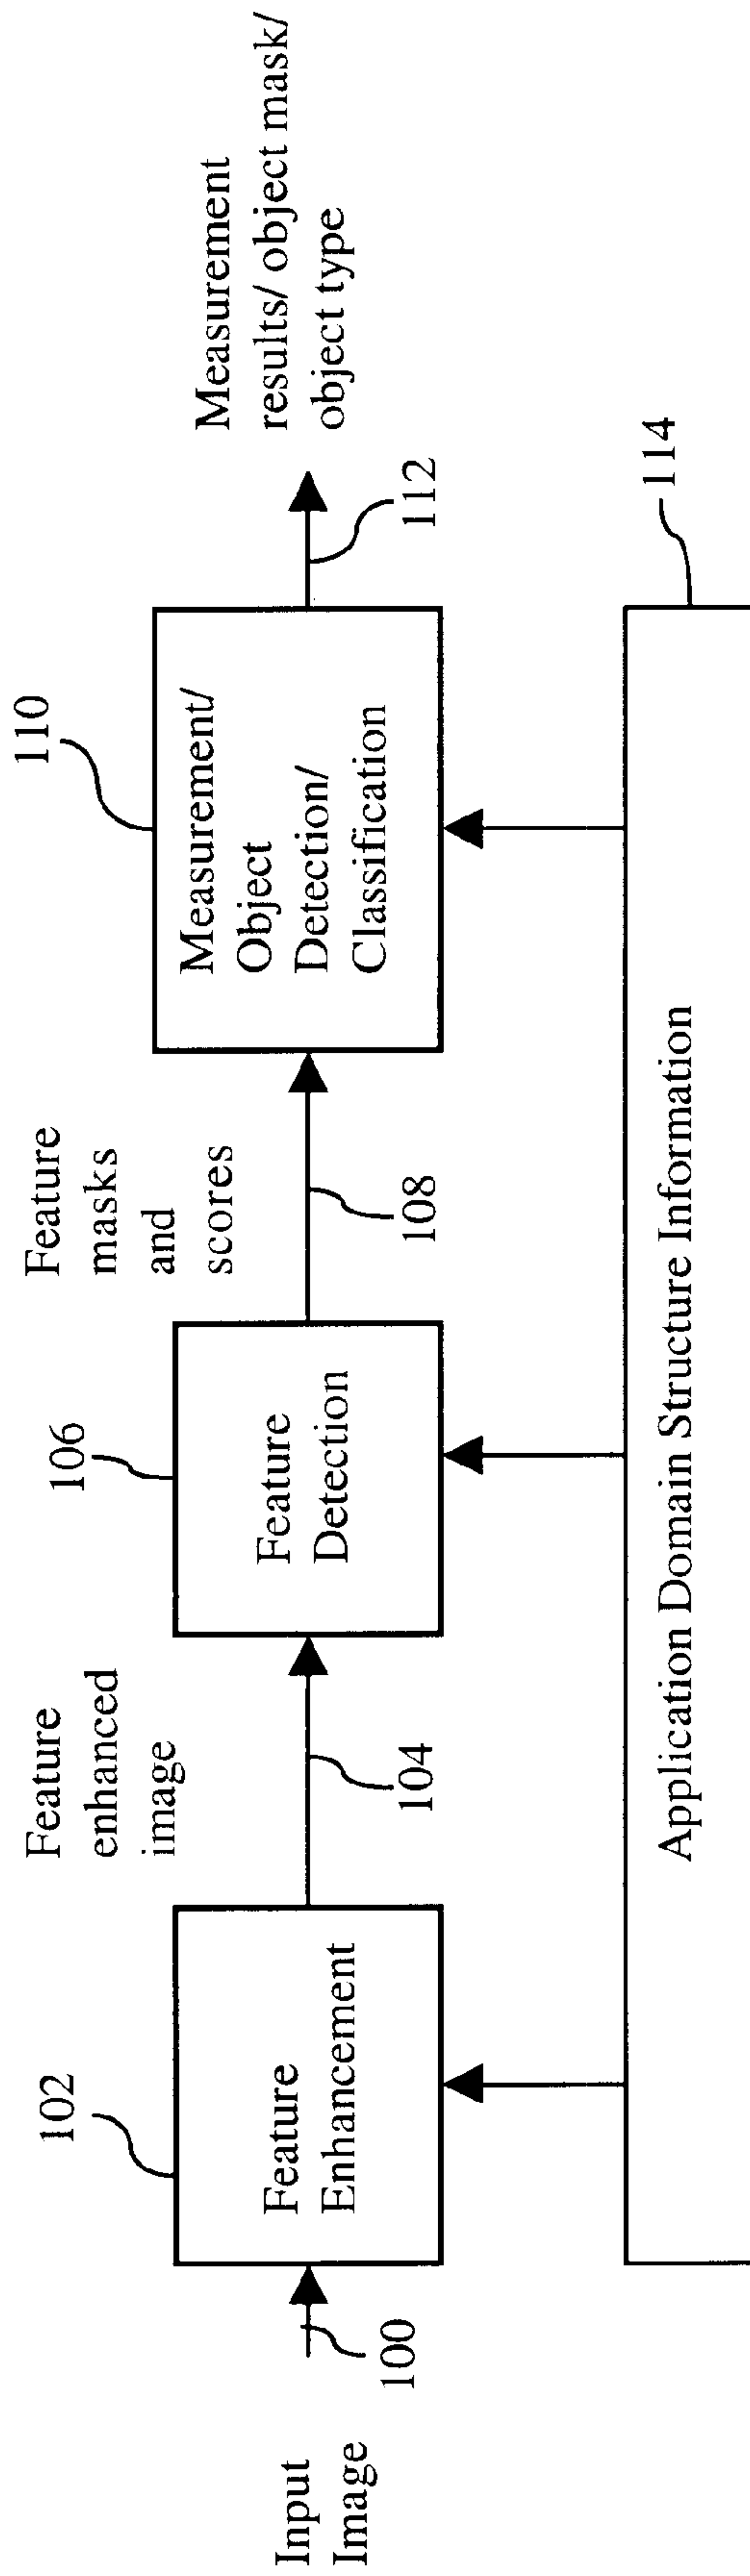 Input
Image
100
102
Feature
Enhancement
Feature
enhanced
image
104
106
Feature
Detection
Feature
masks
and
scores
108
110
Measurement/
Object
Detection/
Classification
112
Measurement
results/ object mask/
object type
Application Domain Structure Information
114